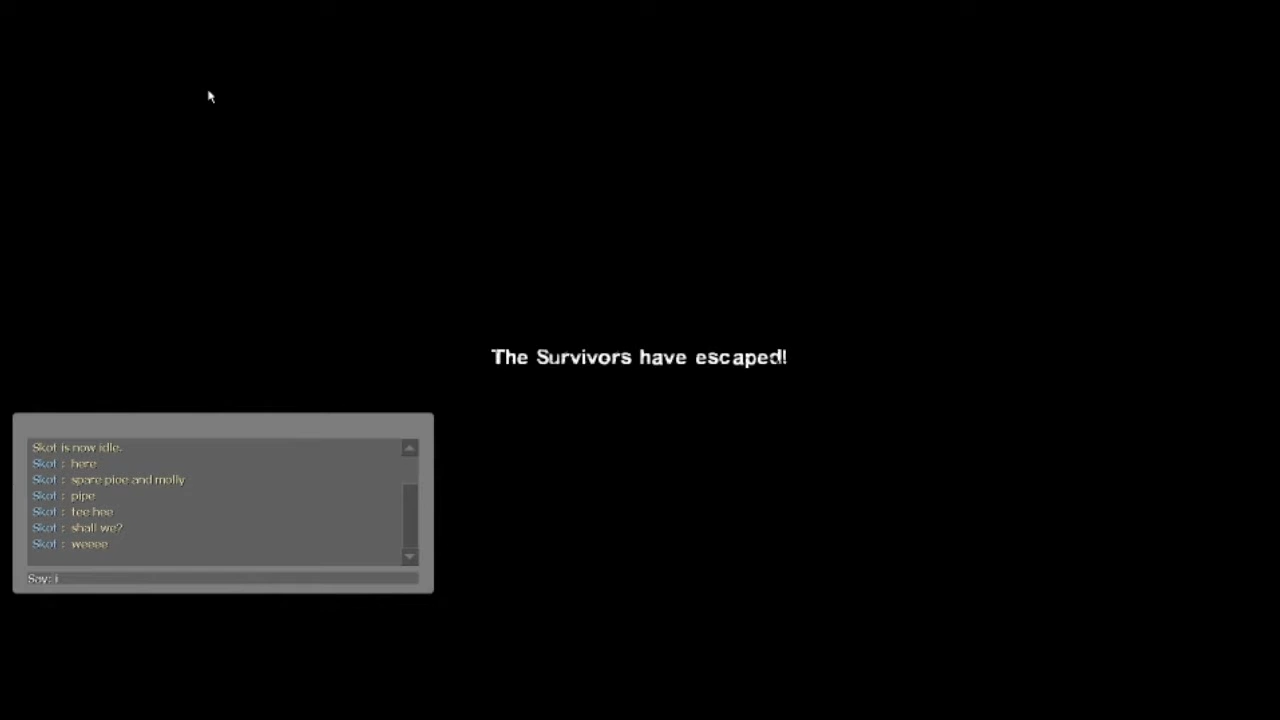 The Survivors have escaped!
Skot is now idle.
Skot : here
Skot : spare pioe and molly
Skot : pipe
Skot : tee hee
Skot : shall we?
Skot : weeee
Say: i